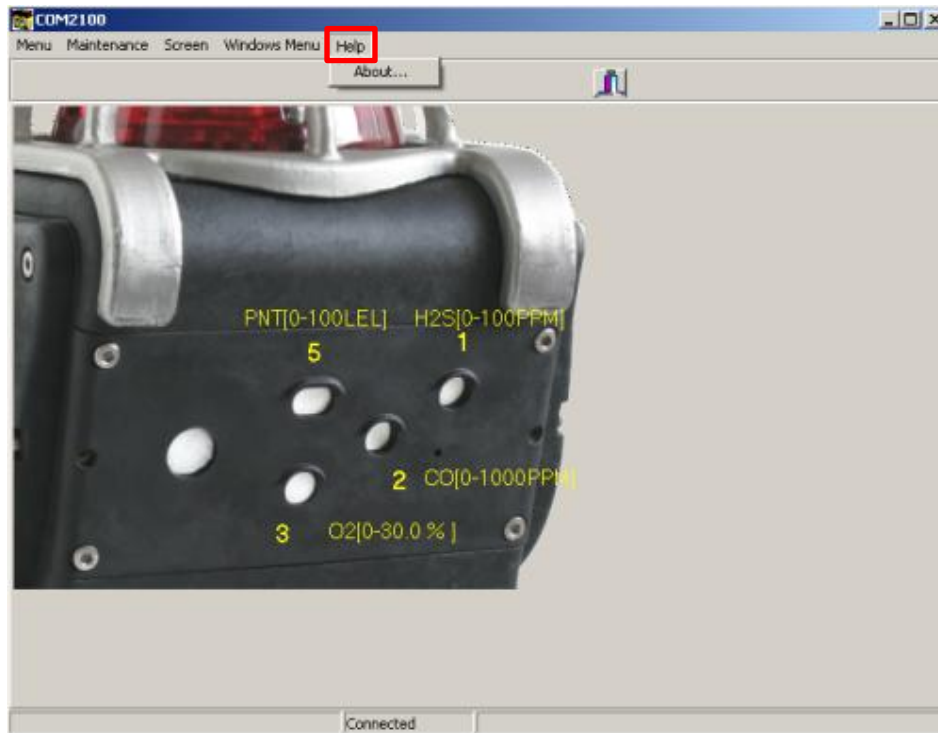 COM2100
Menu Maintenance Screen Windows Menu Help
About...
PNT[0-100LEL] H2S[0-100PPM]
5 1
2 CO[0-1000PPM]
3 O2[0-30.0 % ]
Connected